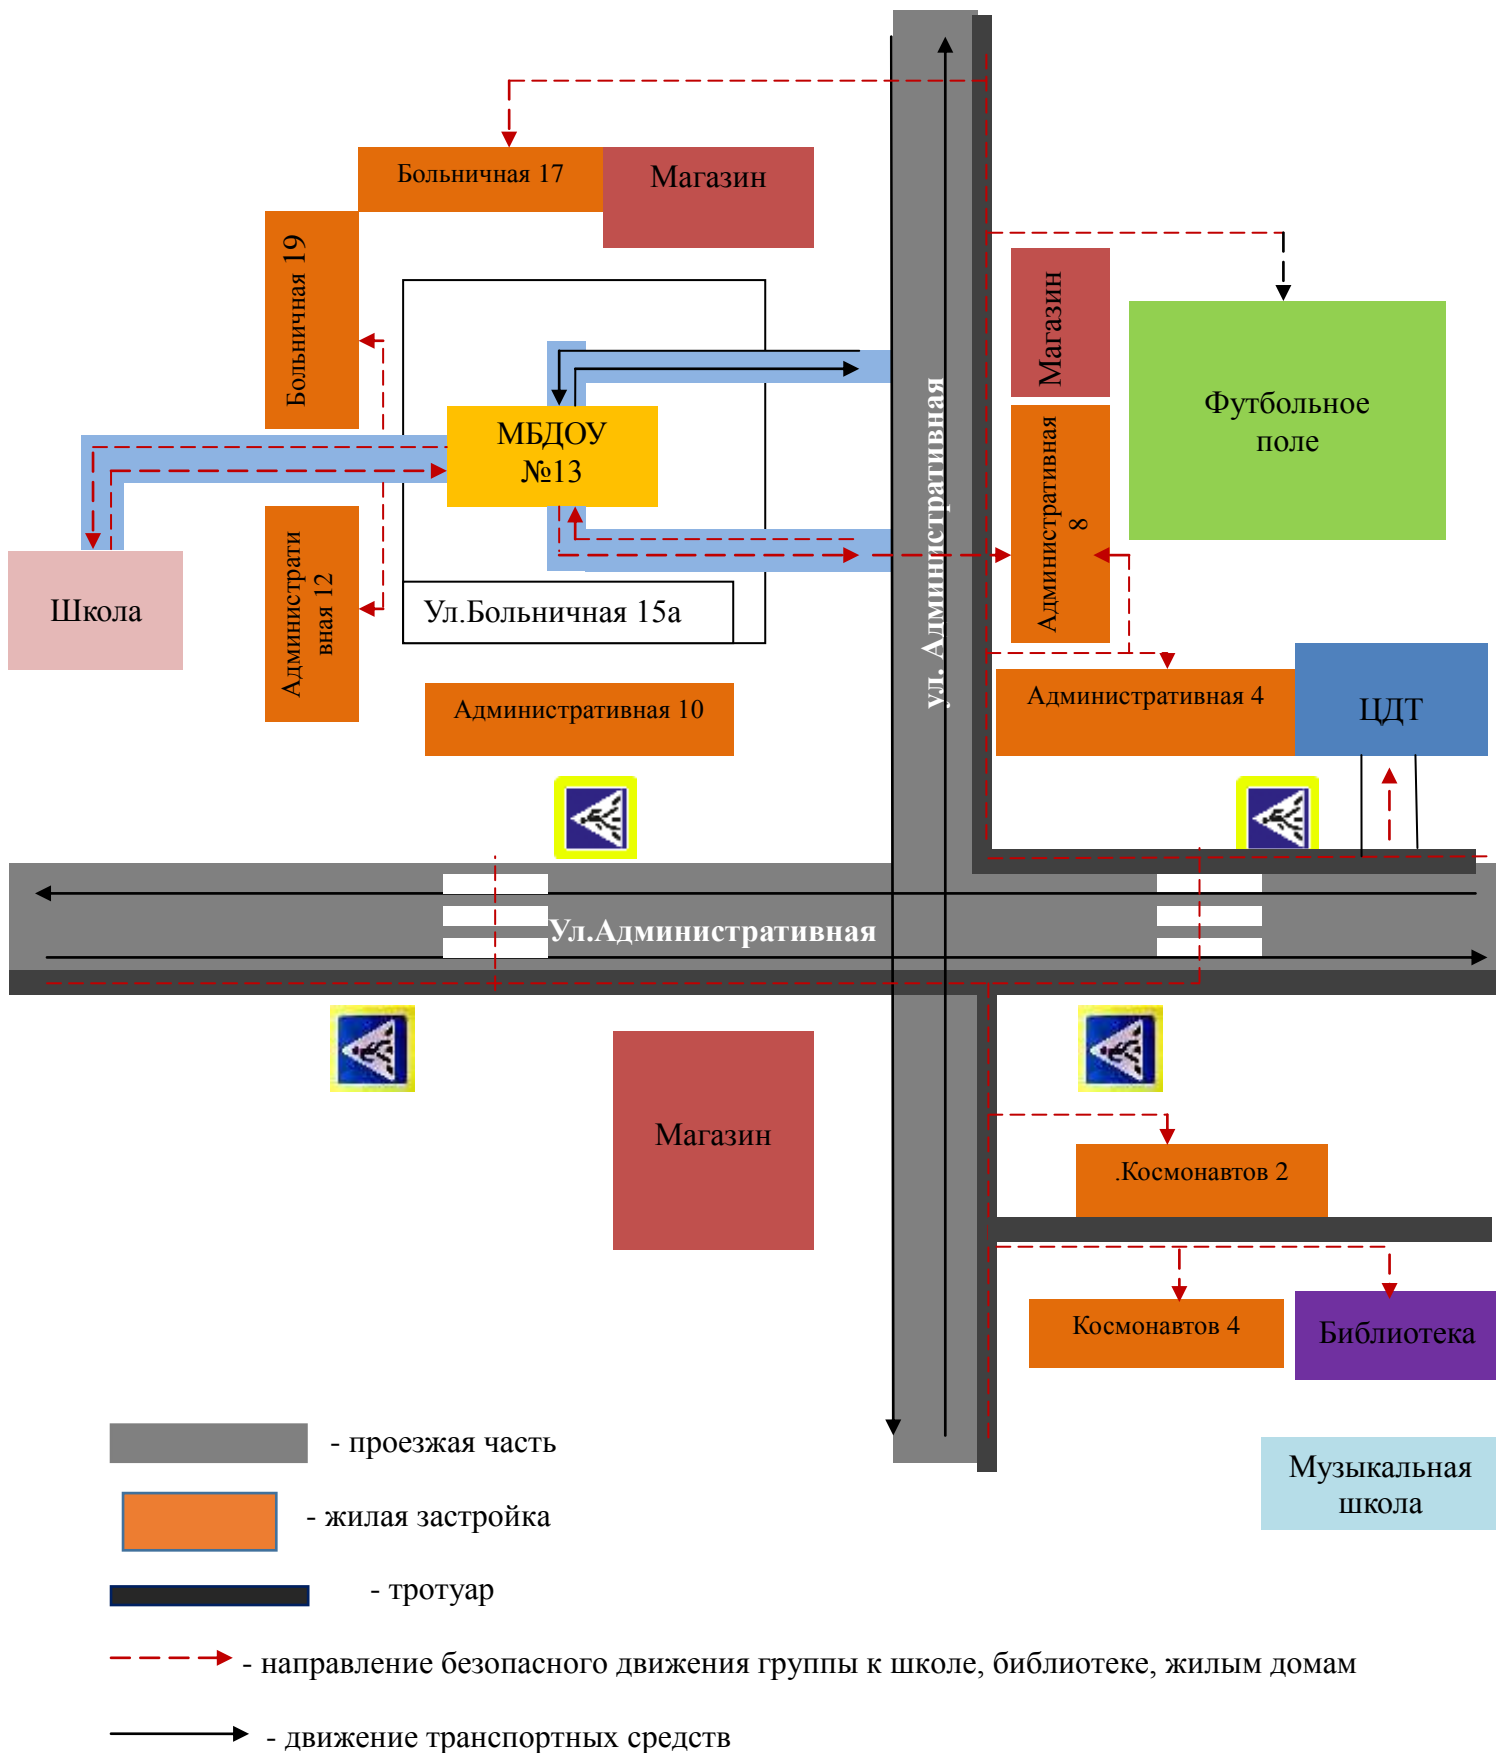 Больничная 17
Магазин
Больничная 19
Магазин
Футбольное
поле
МБДОУ
№13
ул. Административная
Административная
8
Школа
Администрати
вная 12
Ул.Больничная 15а
Административная 10
Административная 4
ЦДТ
Ул.Административная
Магазин
.Космонавтов 2
Космонавтов 4
Библиотека
Музыкальная
школа
- проезжая часть
- жилая застройка
- тротуар
- направление безопасного движения группы к школе, библиотеке, жилым домам
- движение транспортных средств